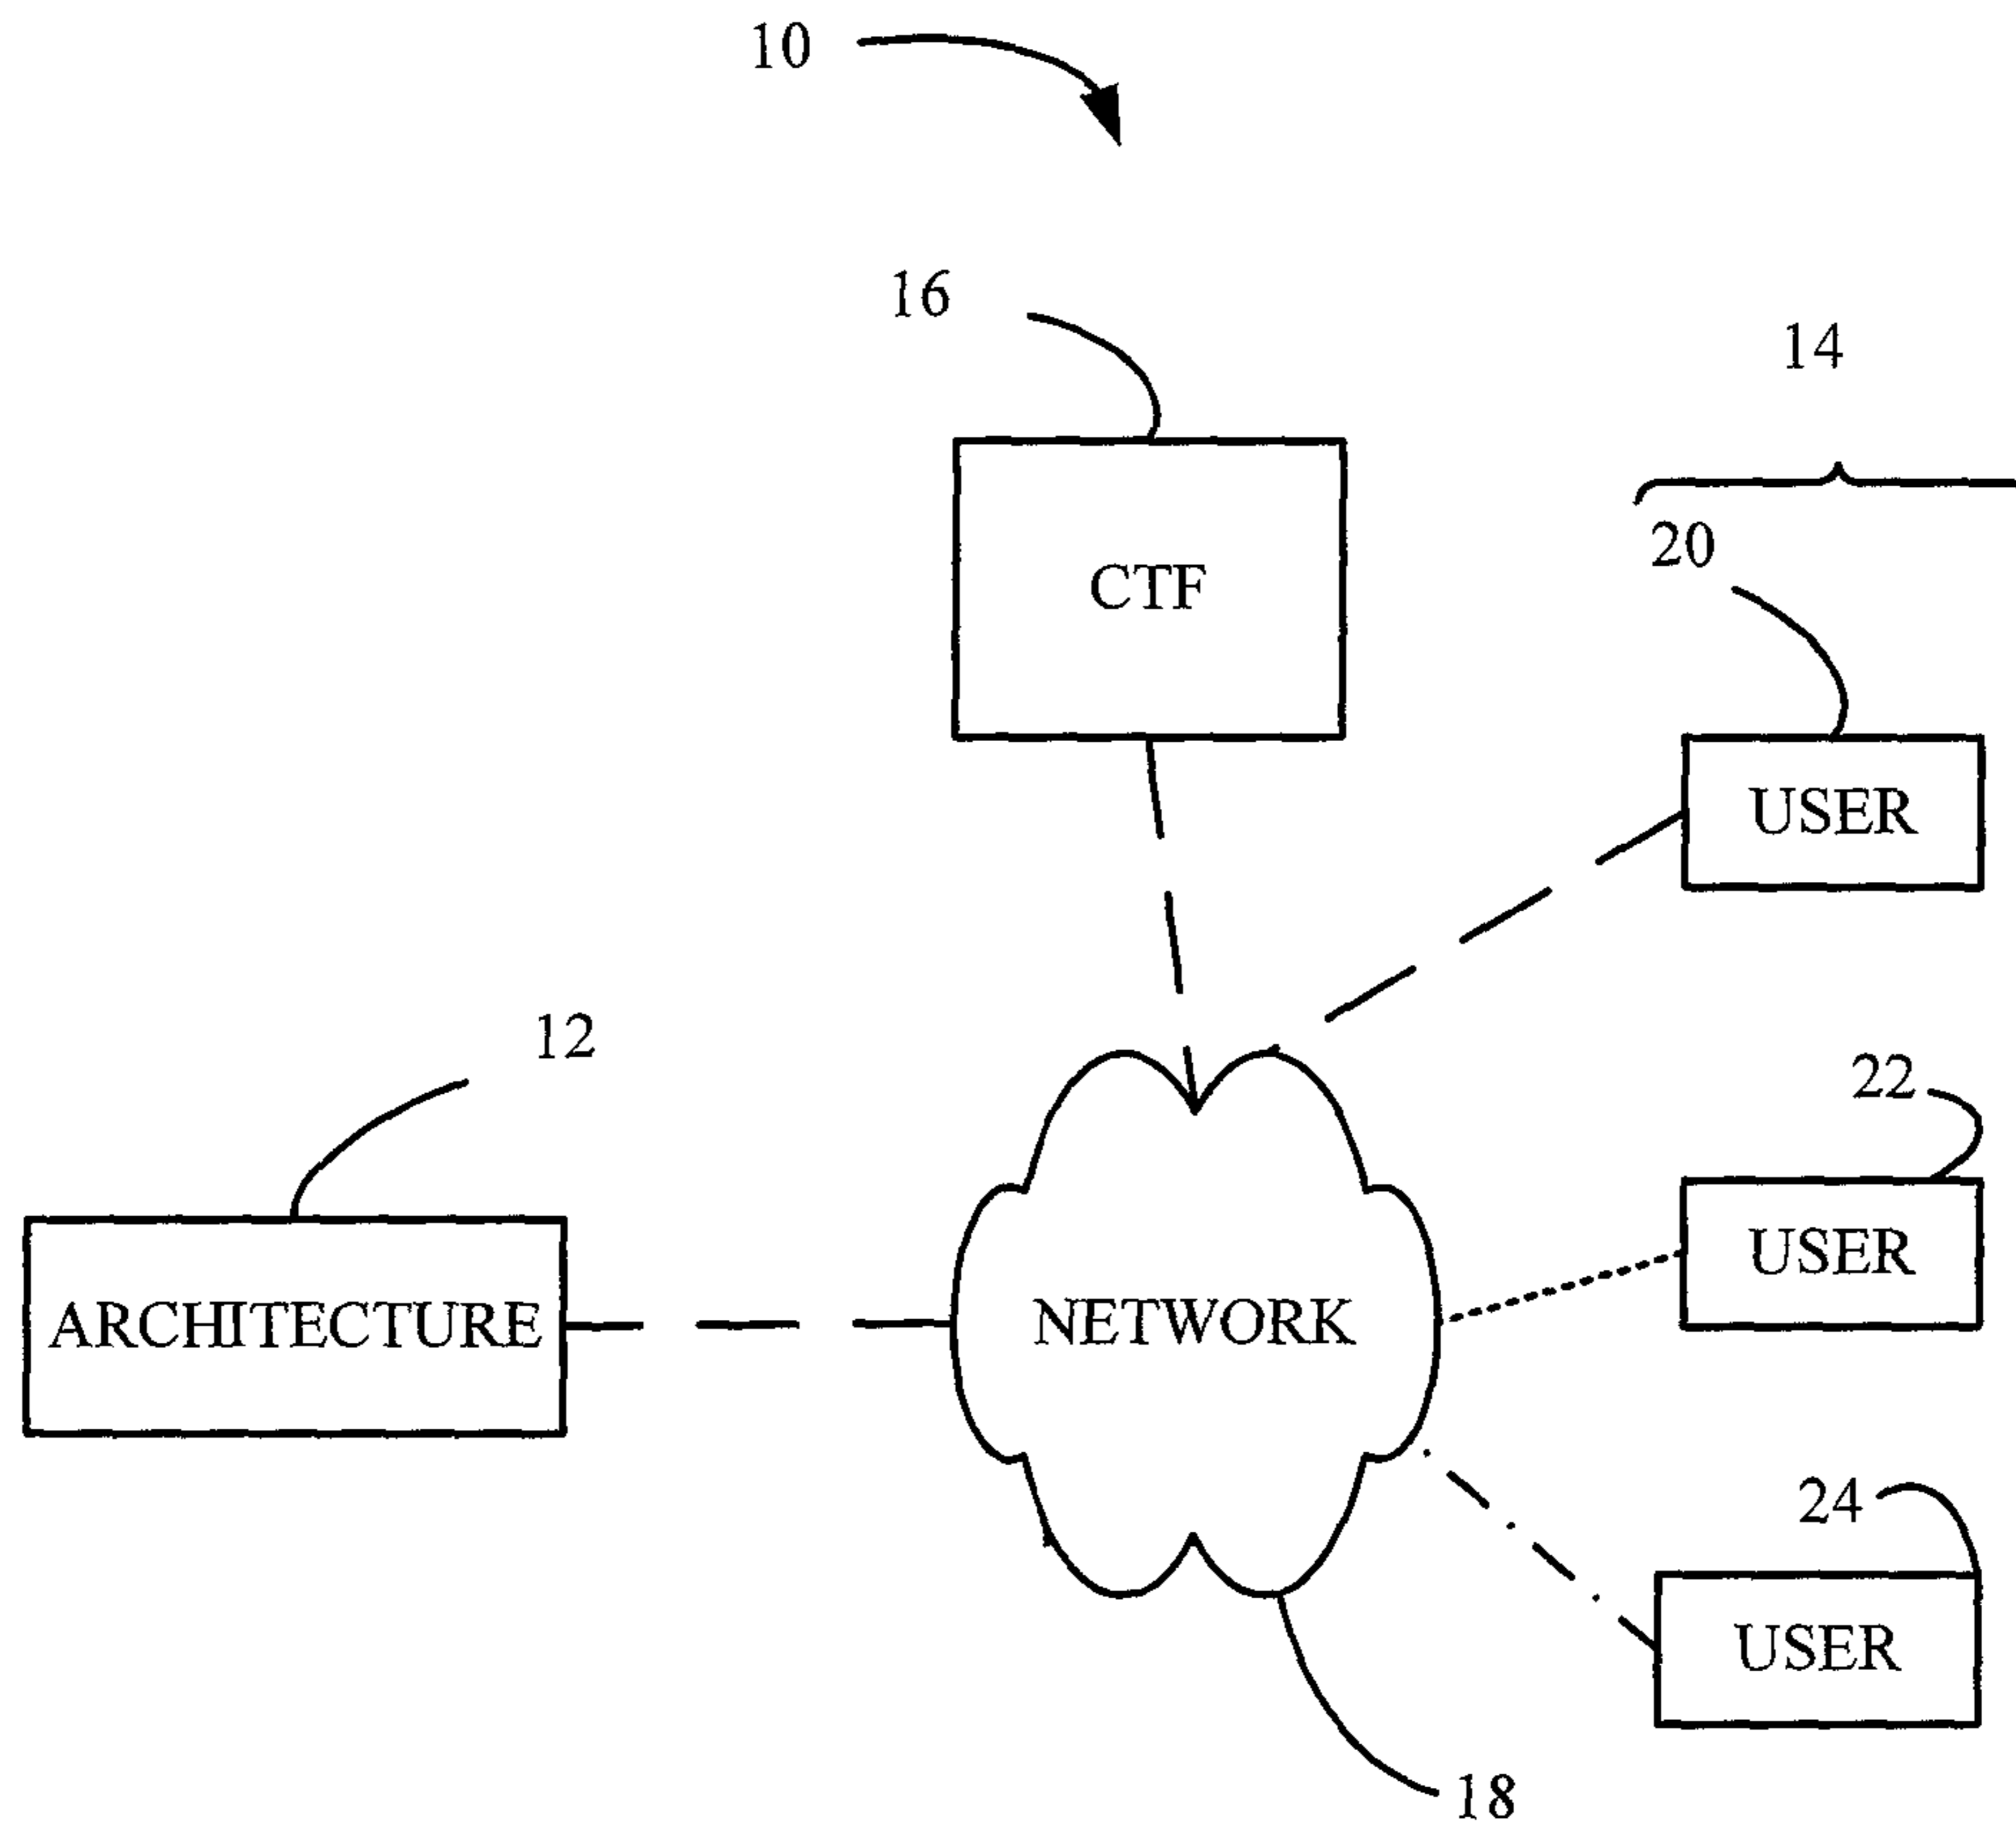 10
16
14
CTF
20
USER
12
22
ARCHITECTURE
NETWORK
USER
24
USER
18